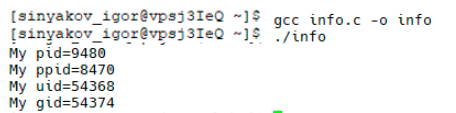 [sinyakov_igor@vpsj3IeQ ~]$ gcc info.c -o info
[sinyakov_igor@vpsj3IeQ ~]$ ./info
My pid=9480
My ppid=8470
My uid=54368
My gid=54374